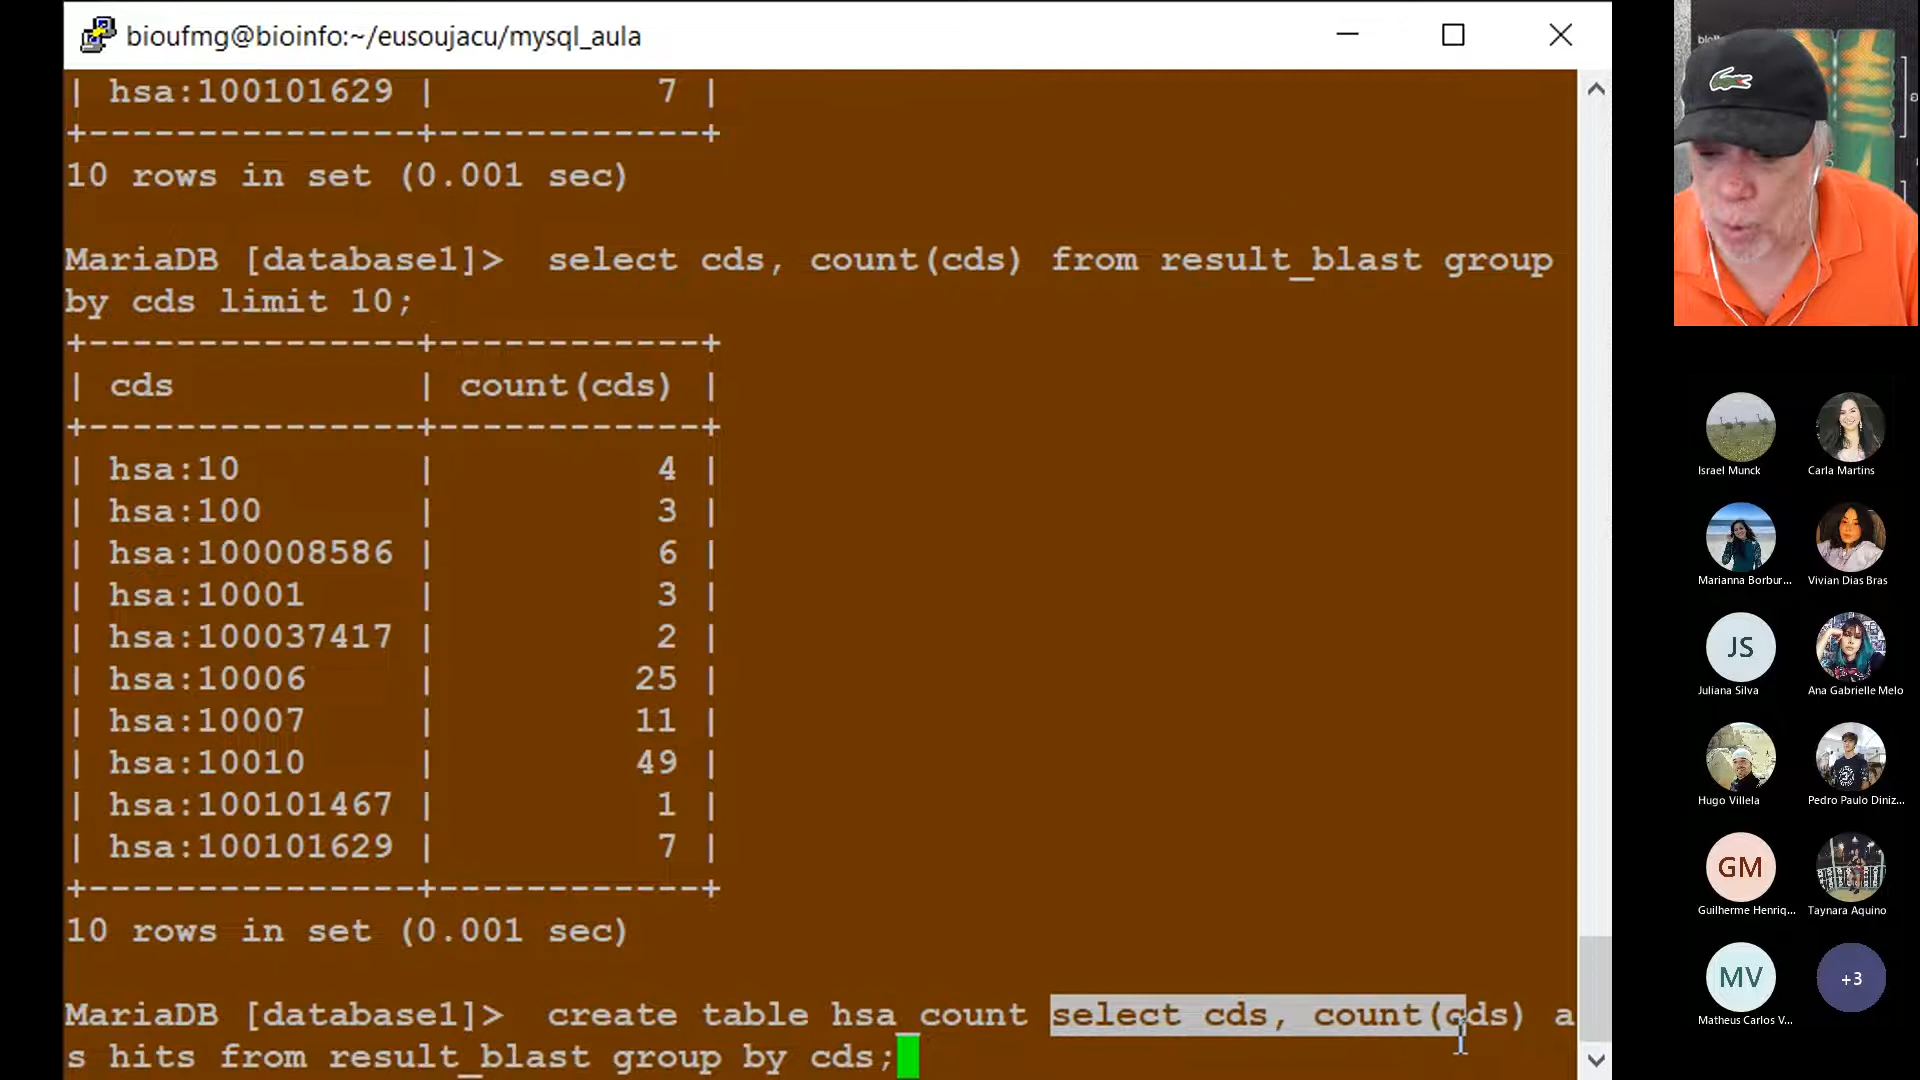 bioufmg@bioinfo:~/eusoujacu/mysql_aula
| hsa:100101629 | 7 |
+---------------+------------+
10 rows in set (0.001 sec)
MariaDB [database1]> select cds, count(cds) from result_blast group
by cds limit 10;
+---------------+------------+
| cds | count(cds) |
+---------------+------------+
| hsa:10 | 4 |
| hsa:100 | 3 |
| hsa:100008586 | 6 |
| hsa:10001 | 3 |
| hsa:100037417 | 2 |
| hsa:10006 | 25 |
| hsa:10007 | 11 |
| hsa:10010 | 49 |
| hsa:100101467 | 1 |
| hsa:100101629 | 7 |
+---------------+------------+
10 rows in set (0.001 sec)
MariaDB [database1]> create table hsa_count select cds, count(cds) a
s hits from result_blast group by cds;
Israel Munck
Carla Martins
Marianna Borbur...
Vivian Dias Bras
JS
Juliana Silva
Ana Gabrielle Melo
Hugo Villela
Pedro Paulo Diniz...
GM
Guilherme Henriq...
Taynara Aquino
MV
Matheus Carlos V...
+3